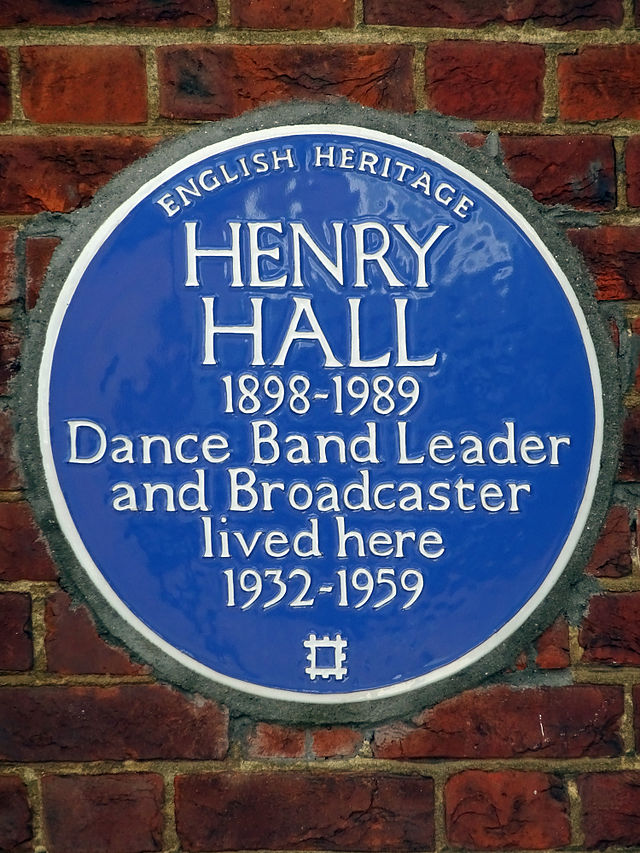 ENGLISH HERITAGE
HENRY
HALL
1898-1989
Dance Band Leader
and Broadcaster
lived here
1932-1959